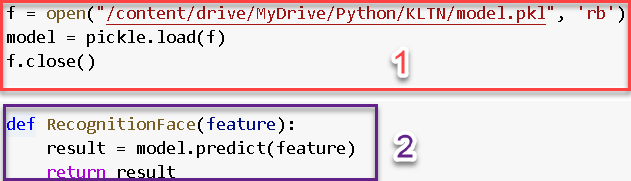 f = open("/content/drive/MyDrive/Python/KLTN/model.pkl", 'rb')
model = pickle.load(f)
f.close()
1
def RecognitionFace(feature):
    result = model.predict(feature)
    return result
2